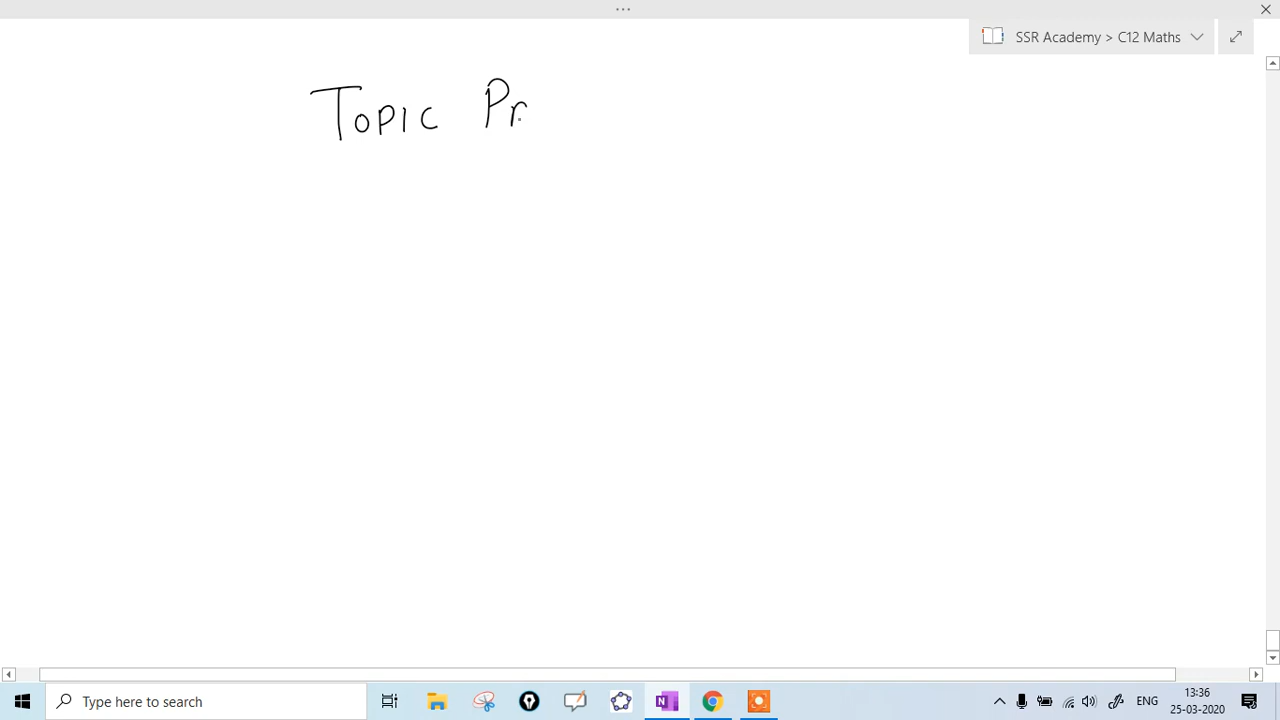 SSR Academy > C12 Maths
Topic Pr
Type here to search
ENG
13:36
25-03-2020